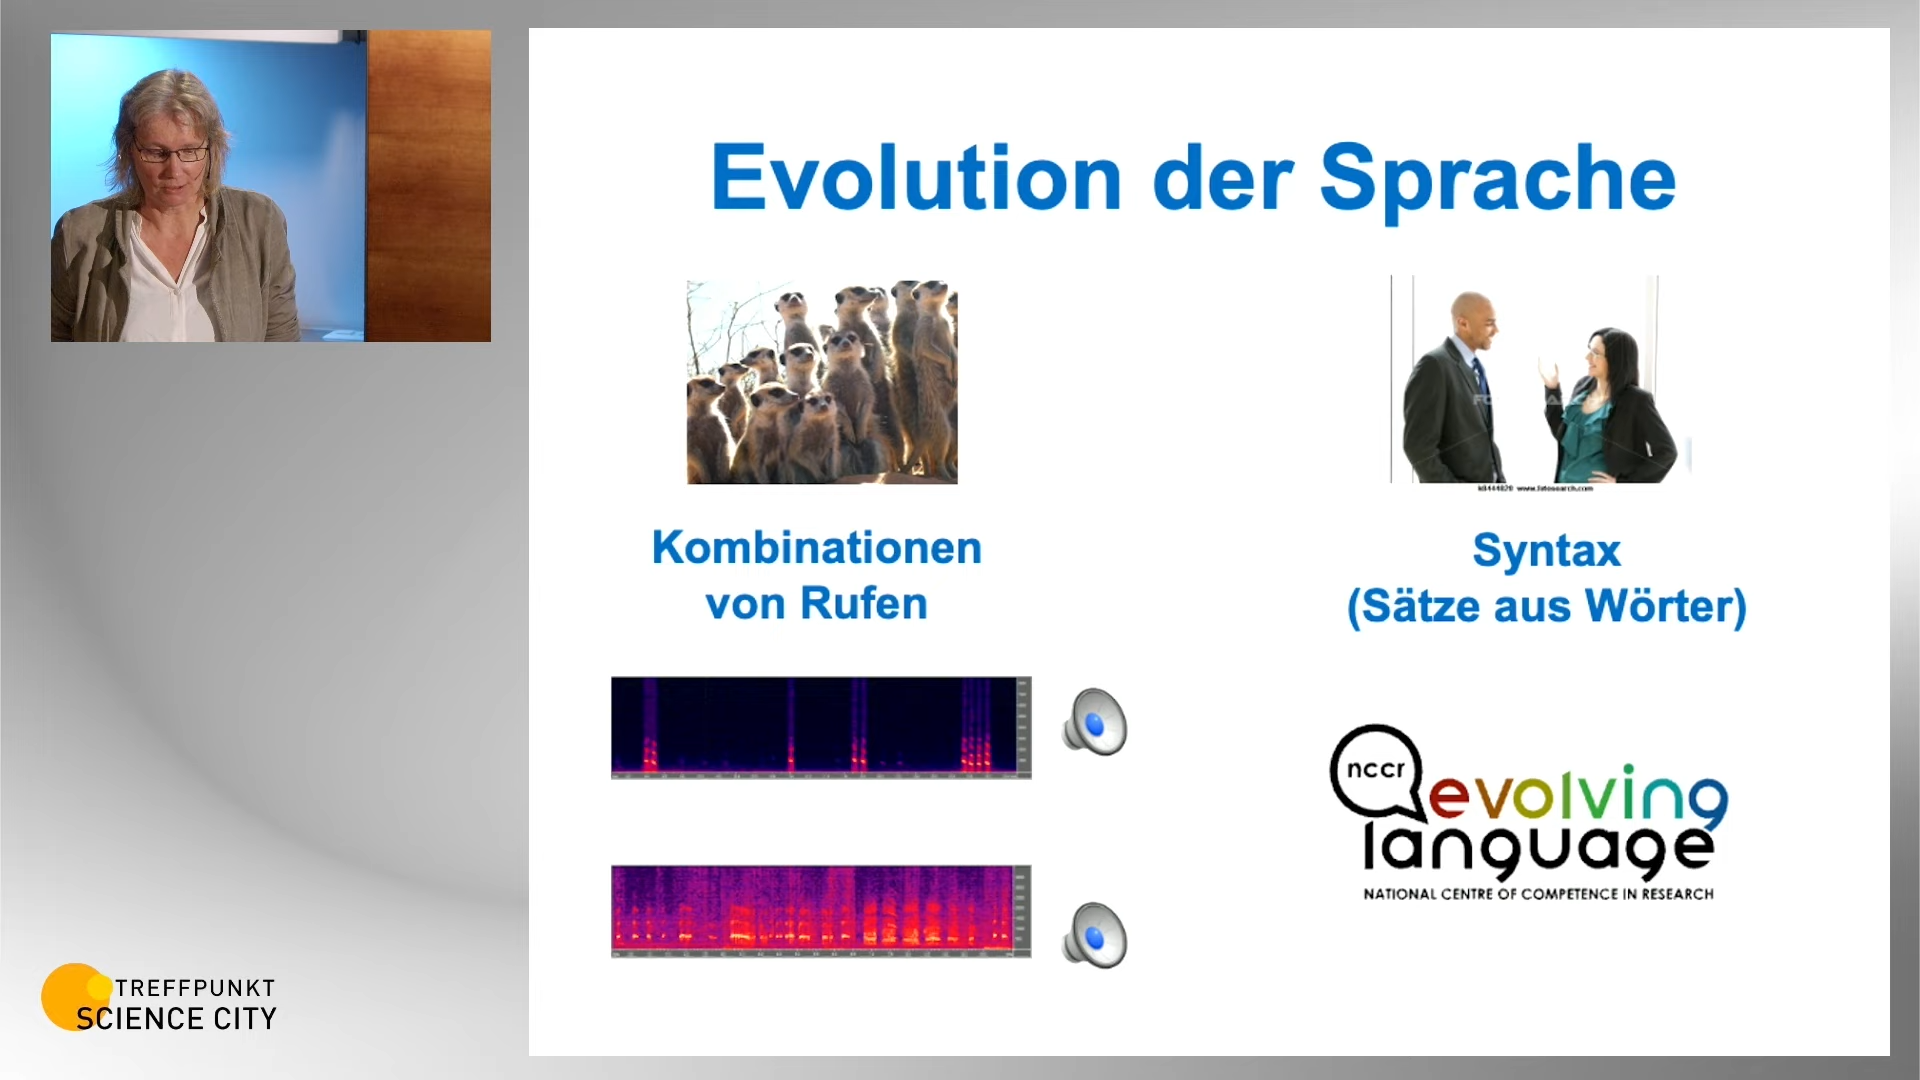 Evolution der Sprache
Kombinationen
von Rufen
Syntax
(Sätze aus Wörter)
nccr
evolving
language
NATIONAL CENTRE OF COMPETENCE IN RESEARCH
TREFFPUNKT
SCIENCE CITY